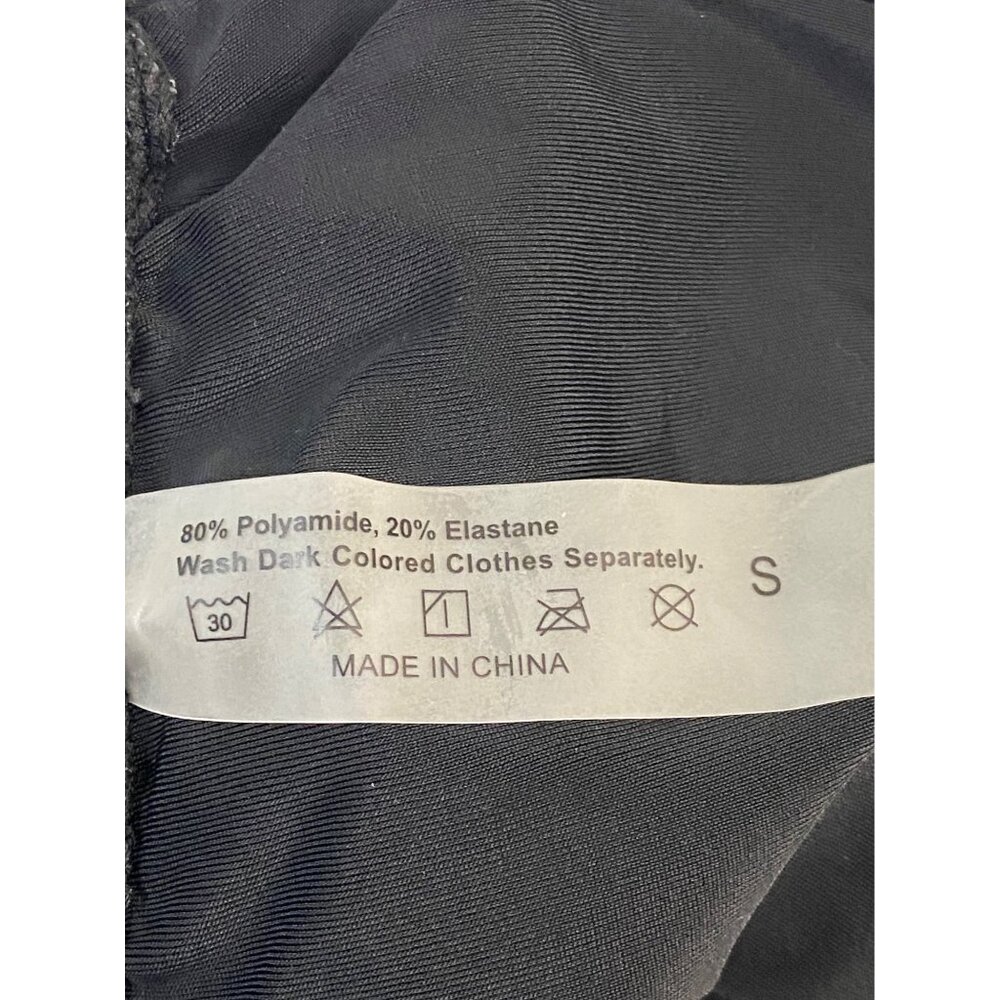 80% Polyamide, 20% Elastane
Wash Dark Colored Clothes Separately.
S
30
MADE IN CHINA